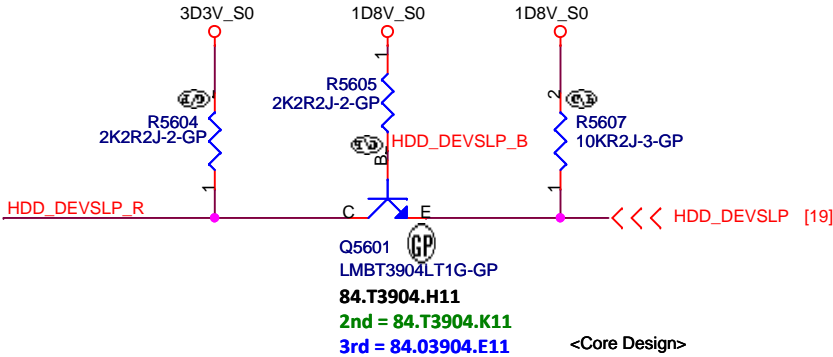 3D3V_S0
1D8V_S0
1D8V_S0
1
R5605
2K2R2J-2-GP
2
R5604
2K2R2J-2-GP
R5607
10KR2J-3-GP
HDD_DEVSLP_B
B
1
1
HDD_DEVSLP_R
C
E
HDD_DEVSLP [19]
Q5601
GP
LMBT3904LT1G-GP
84.T3904.H11
2nd = 84.T3904.K11
3rd = 84.03904.E11
<Core Design>